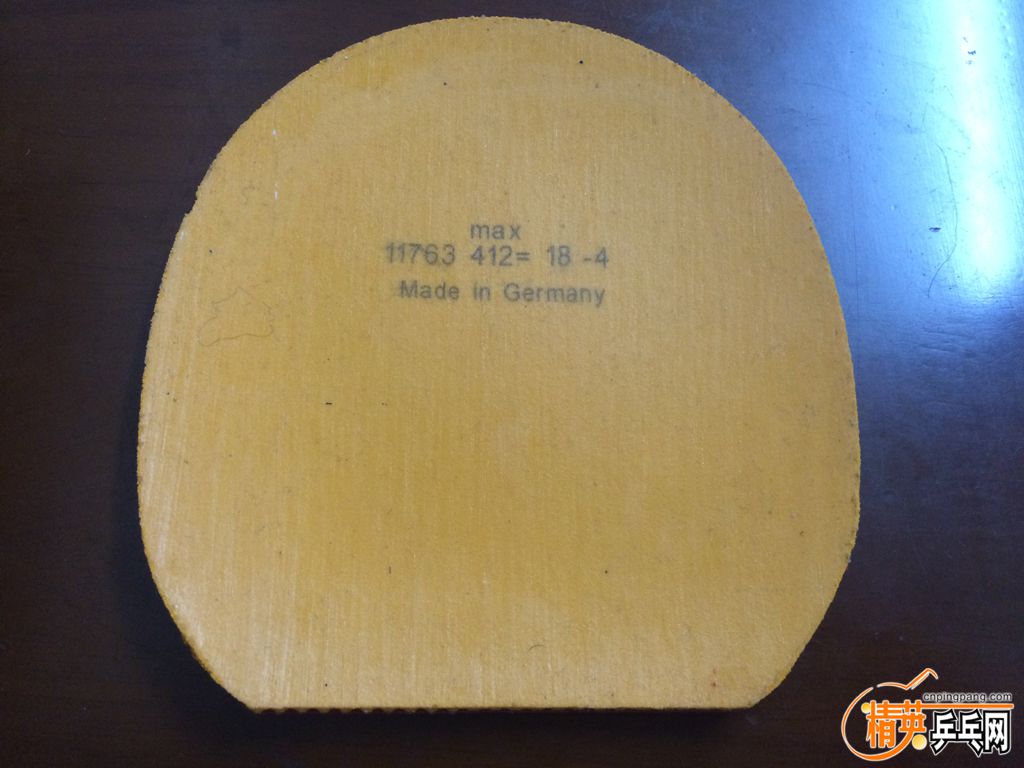 max
11763 412= 18 -4
Made in Germany
cnpingpang.com
精英乒乓网